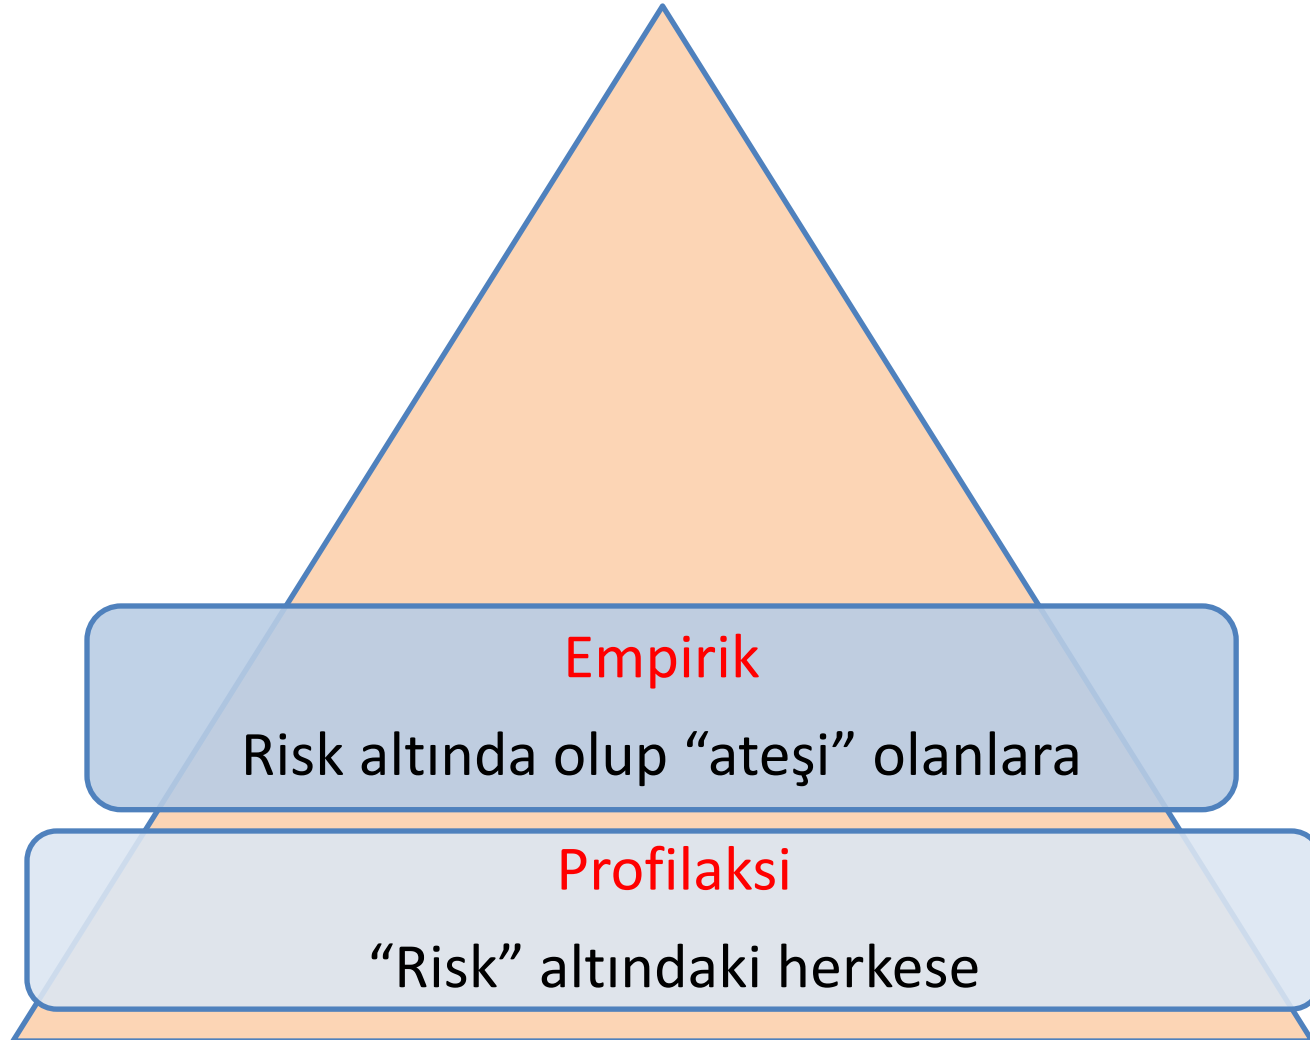 Empirik
Risk altında olup “ateşi” olanlara
Profilaksi
“Risk” altındaki herkese